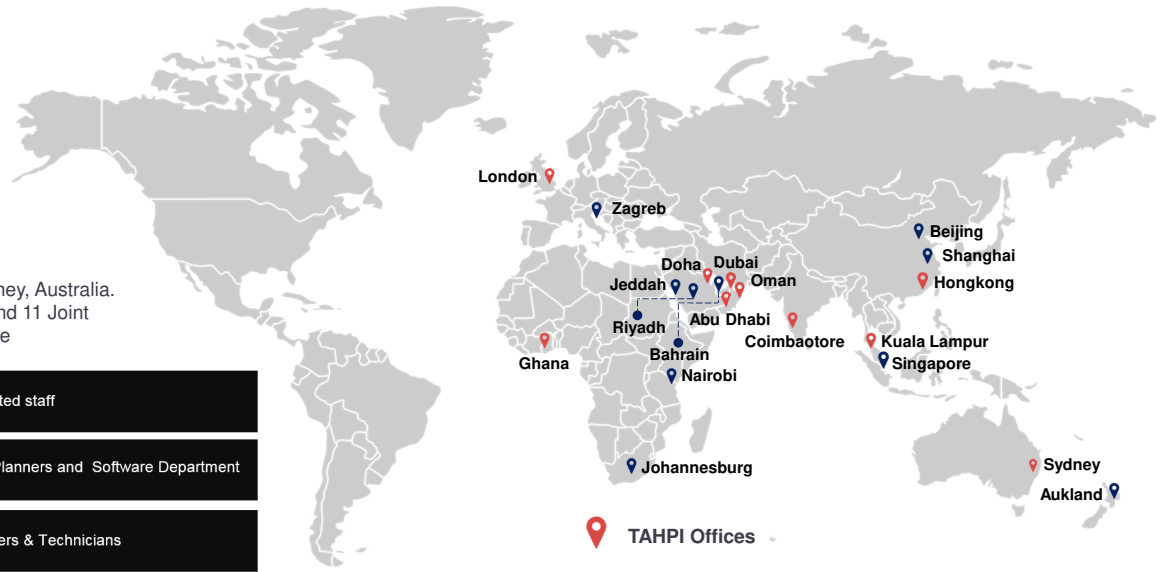 ney, Australia.
nd 11 Joint
e
ted staff
Planners and Software Department
ers & Technicians
London
Zagreb
Beijing
Shanghai
Hongkong
Doha
Dubai
Jeddah
Oman
Riyadh
Abu Dhabi
Coimbaotore
Bahrain
Ghana
Nairobi
Kuala Lampur
Singapore
Johannesburg
Sydney
Aukland
TAHPI Offices